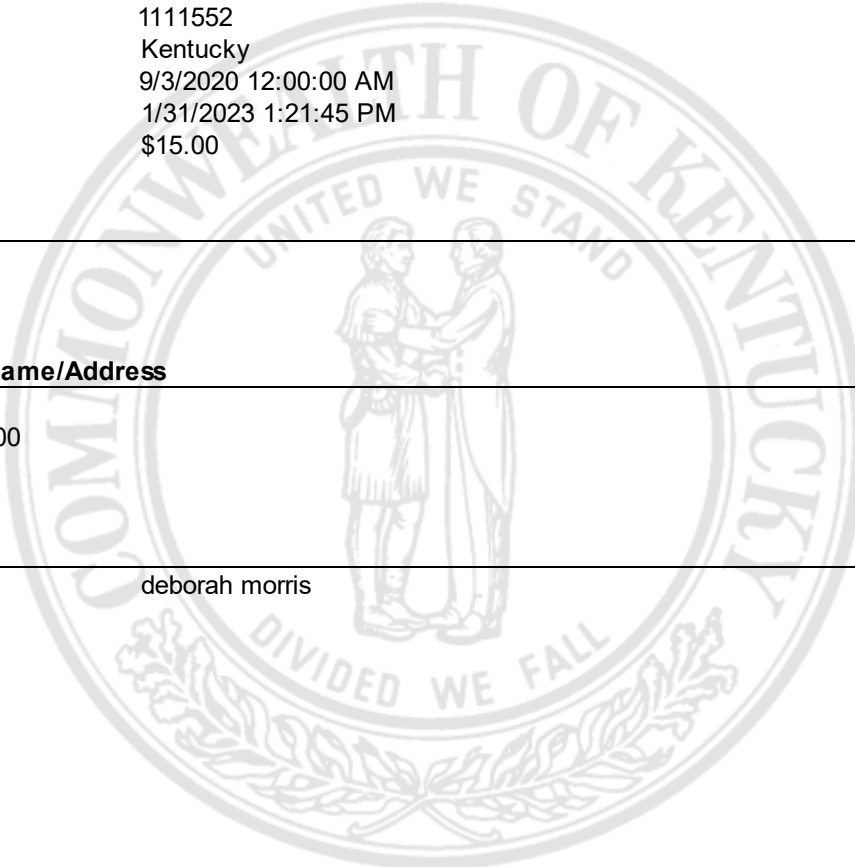 1111552
Kentucky
9/3/2020 12:00:00 AM
1/31/2023 1:21:45 PM
$15.00
COMMONWEALTH OF KENTUCKY
UNITED WE STAND
ame/Address
00
deborah morris
DIVIDED WE FALL